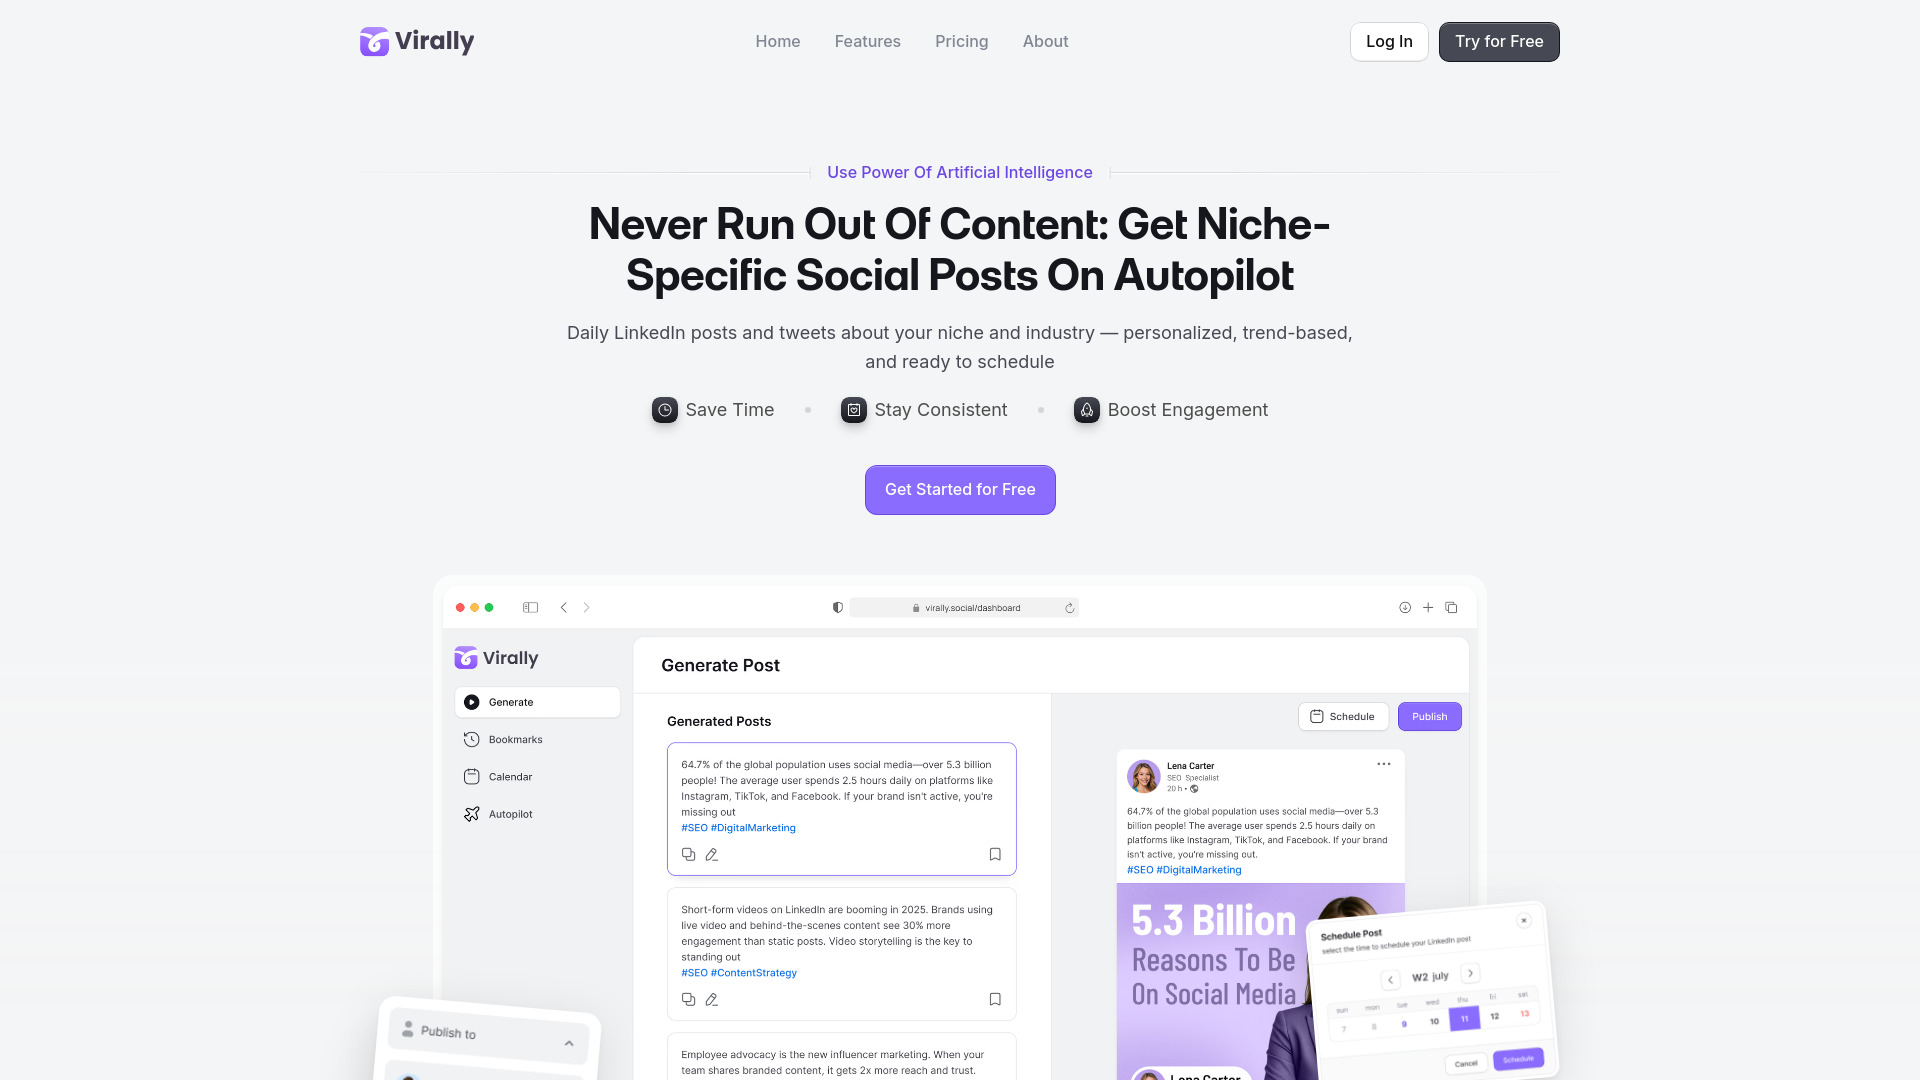 Virally
Home
Features
Pricing
About
Log In
Try for Free
Use Power Of Artificial Intelligence
Never Run Out Of Content: Get Niche-
Specific Social Posts On Autopilot
Daily LinkedIn posts and tweets about your niche and industry — personalized, trend-based,
and ready to schedule
Save Time
Stay Consistent
Boost Engagement
Get Started for Free
virally.social/dashboard
Virally
Generate
Bookmarks
Calendar
Autopilot
Generate Post
Generated Posts
64.7% of the global population uses social media—over 5.3 billion
people! The average user spends 2.5 hours daily on platforms like
Instagram, TikTok, and Facebook. If your brand isn't active, you're
missing out
#SEO #DigitalMarketing
Short-form videos on LinkedIn are booming in 2025. Brands using
live video and behind-the-scenes content see 30% more
engagement than static posts. Video storytelling is the key to
standing out
#SEO #ContentStrategy
Employee advocacy is the new influencer marketing. When your
team shares branded content, it gets 2x more reach and trust.
Schedule
Publish
Lena Carter
SEO Specialist
20 h
64.7% of the global population uses social media—over 5.3
billion people! The average user spends 2.5 hours daily on
platforms like Instagram, TikTok, and Facebook. If your brand
isn't active, you're missing out.
#SEO #DigitalMarketing
5.3 Billion
Reasons To Be
On Social Media
Lena Carter
Schedule Post
select the time to schedule your LinkedIn post
W2 july
sun mon tue wed thu fri sat
7 8 9 10 11 12 13
Cancel
Schedule
Publish to